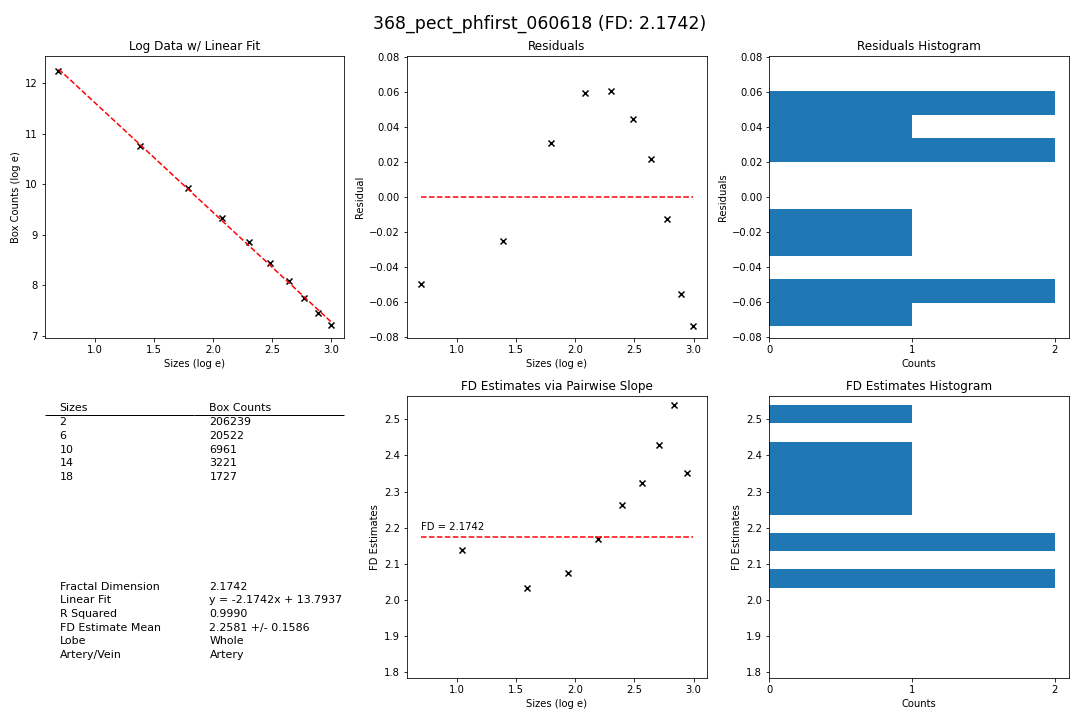 368_pect_phfirst_060618 (FD: 2.1742)
Log Data w/ Linear Fit
Box Counts (log e)
12
11
10
9
8
7
1.0 1.5 2.0 2.5 3.0
Sizes (log e)
Residuals
Residual
0.08
0.06
0.04
0.02
0.00
−0.02
−0.04
−0.06
−0.08
1.0 1.5 2.0 2.5 3.0
Sizes (log e)
Residuals Histogram
Residuals
0.08
0.06
0.04
0.02
0.00
−0.02
−0.04
−0.06
−0.08
0 1 2
Counts
Sizes Box Counts
2 206239
6 20522
10 6961
14 3221
18 1727
Fractal Dimension 2.1742
Linear Fit y = -2.1742x + 13.7937
R Squared 0.9990
FD Estimate Mean 2.2581 +/- 0.1586
Lobe Whole
Artery/Vein Artery
FD Estimates via Pairwise Slope
FD Estimates
2.5
2.4
2.3
2.2
2.1
2.0
1.9
1.8
FD = 2.1742
1.0 1.5 2.0 2.5 3.0
Sizes (log e)
FD Estimates Histogram
FD Estimates
2.5
2.4
2.3
2.2
2.1
2.0
1.9
1.8
0 1 2
Counts